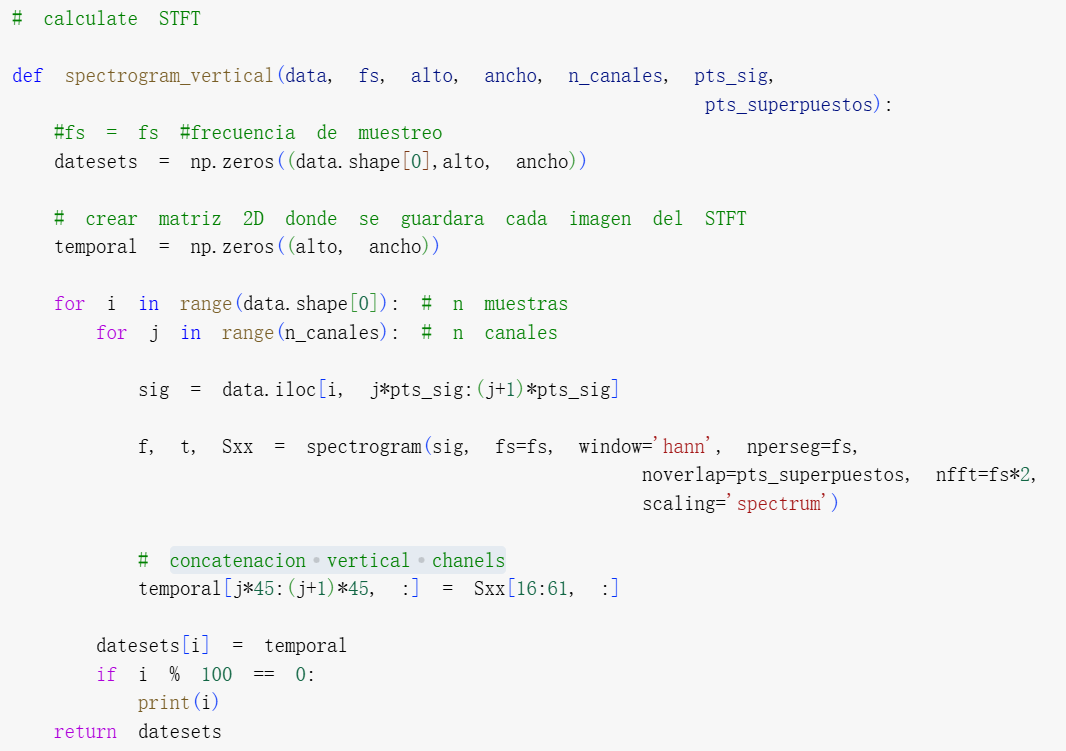 # calculate STFT
def spectrogram_vertical(data, fs, alto, ancho, n_canales, pts_sig,
pts_superpuestos):
#fs = fs #frecuencia de muestreo
datesets = np.zeros((data.shape[0],alto, ancho))
# crear matriz 2D donde se guardara cada imagen del STFT
temporal = np.zeros((alto, ancho))
for i in range(data.shape[0]): # n muestras
for j in range(n_canales): # n canales
sig = data.iloc[i, j*pts_sig:(j+1)*pts_sig]
f, t, Sxx = spectrogram(sig, fs=fs, window='hann', nperseg=fs,
noverlap=pts_superpuestos, nfft=fs*2,
scaling='spectrum')
# concatenacion vertical chanels
temporal[j*45:(j+1)*45, :] = Sxx[16:61, :]
datesets[i] = temporal
if i % 100 == 0:
print(i)
return datesets